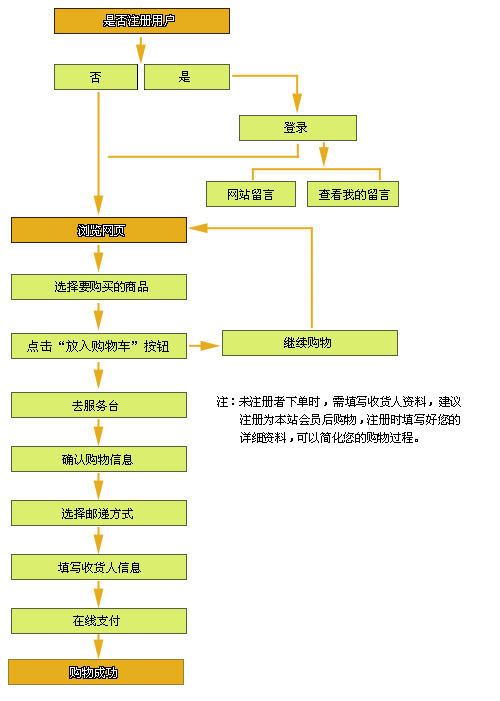 是否注册用户
否
是
登录
网站留言
查看我的留言
浏览网页
选择要购买的商品
点击“放入购物车”按钮
继续购物
去服务台
注：未注册者下单时，需填写收货人资料，建议
注册为本站会员后购物，注册时填写好您的
详细资料，可以简化您的购物过程。
确认购物信息
选择邮递方式
填写收货人信息
在线支付
购物成功